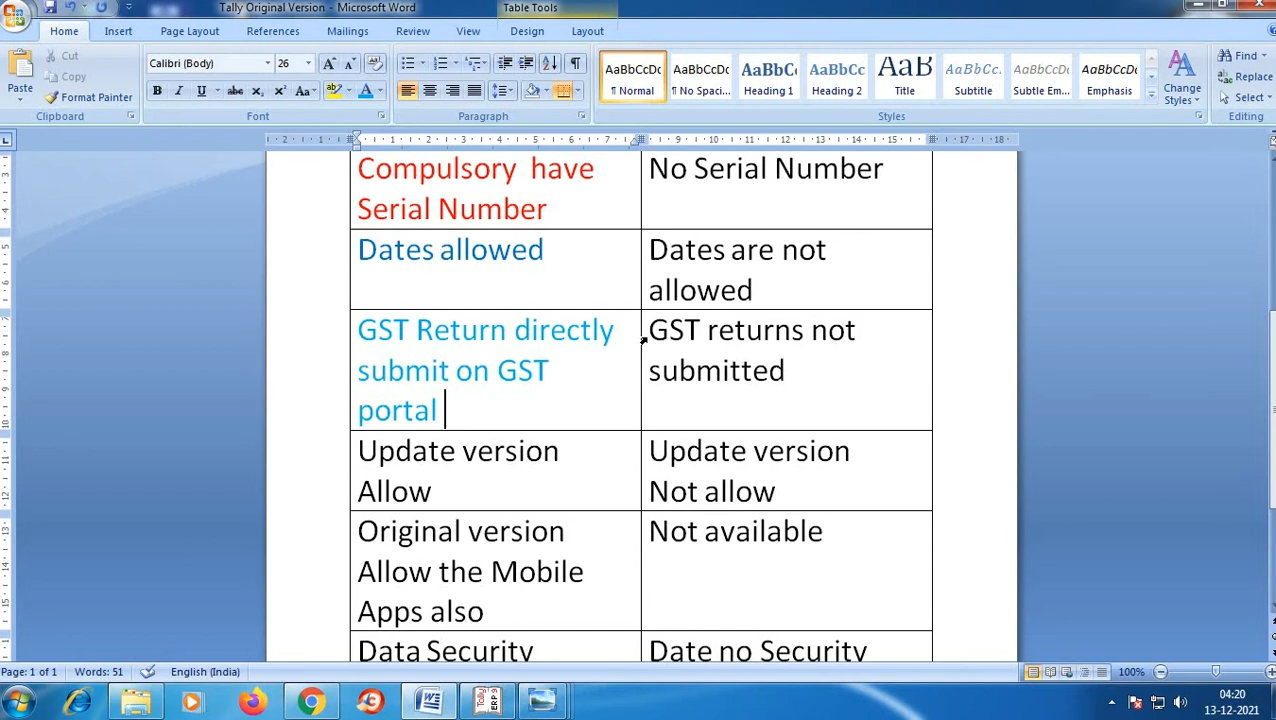 Tally Original Version - Microsoft Word
Table Tools
Home Insert Page Layout References Mailings Review View Design Layout
Cut
Copy
Format Painter
Paste
Calibri (Body) 26
Clipboard
Font
Paragraph
AaBbCcDc AaBbCcDc AaBbC AaBbCc AaB AaBbCc. AaBbCcDc AaBbCcDc
¶ Normal ¶ No Spaci... Heading 1 Heading 2 Title Subtitle Subtle Em... Emphasis
Change
Styles
Styles
Find
Replace
Select
Editing
Compulsory have
Serial Number
No Serial Number
Dates allowed
Dates are not
allowed
GST Return directly
submit on GST
portal
GST returns not
submitted
Update version
Allow
Update version
Not allow
Original version
Allow the Mobile
Apps also
Not available
Data Security
Date no Security
Page: 1 of 1 Words: 51 English (India) 100%
Tally
ERP 9
04:20
13-12-2021